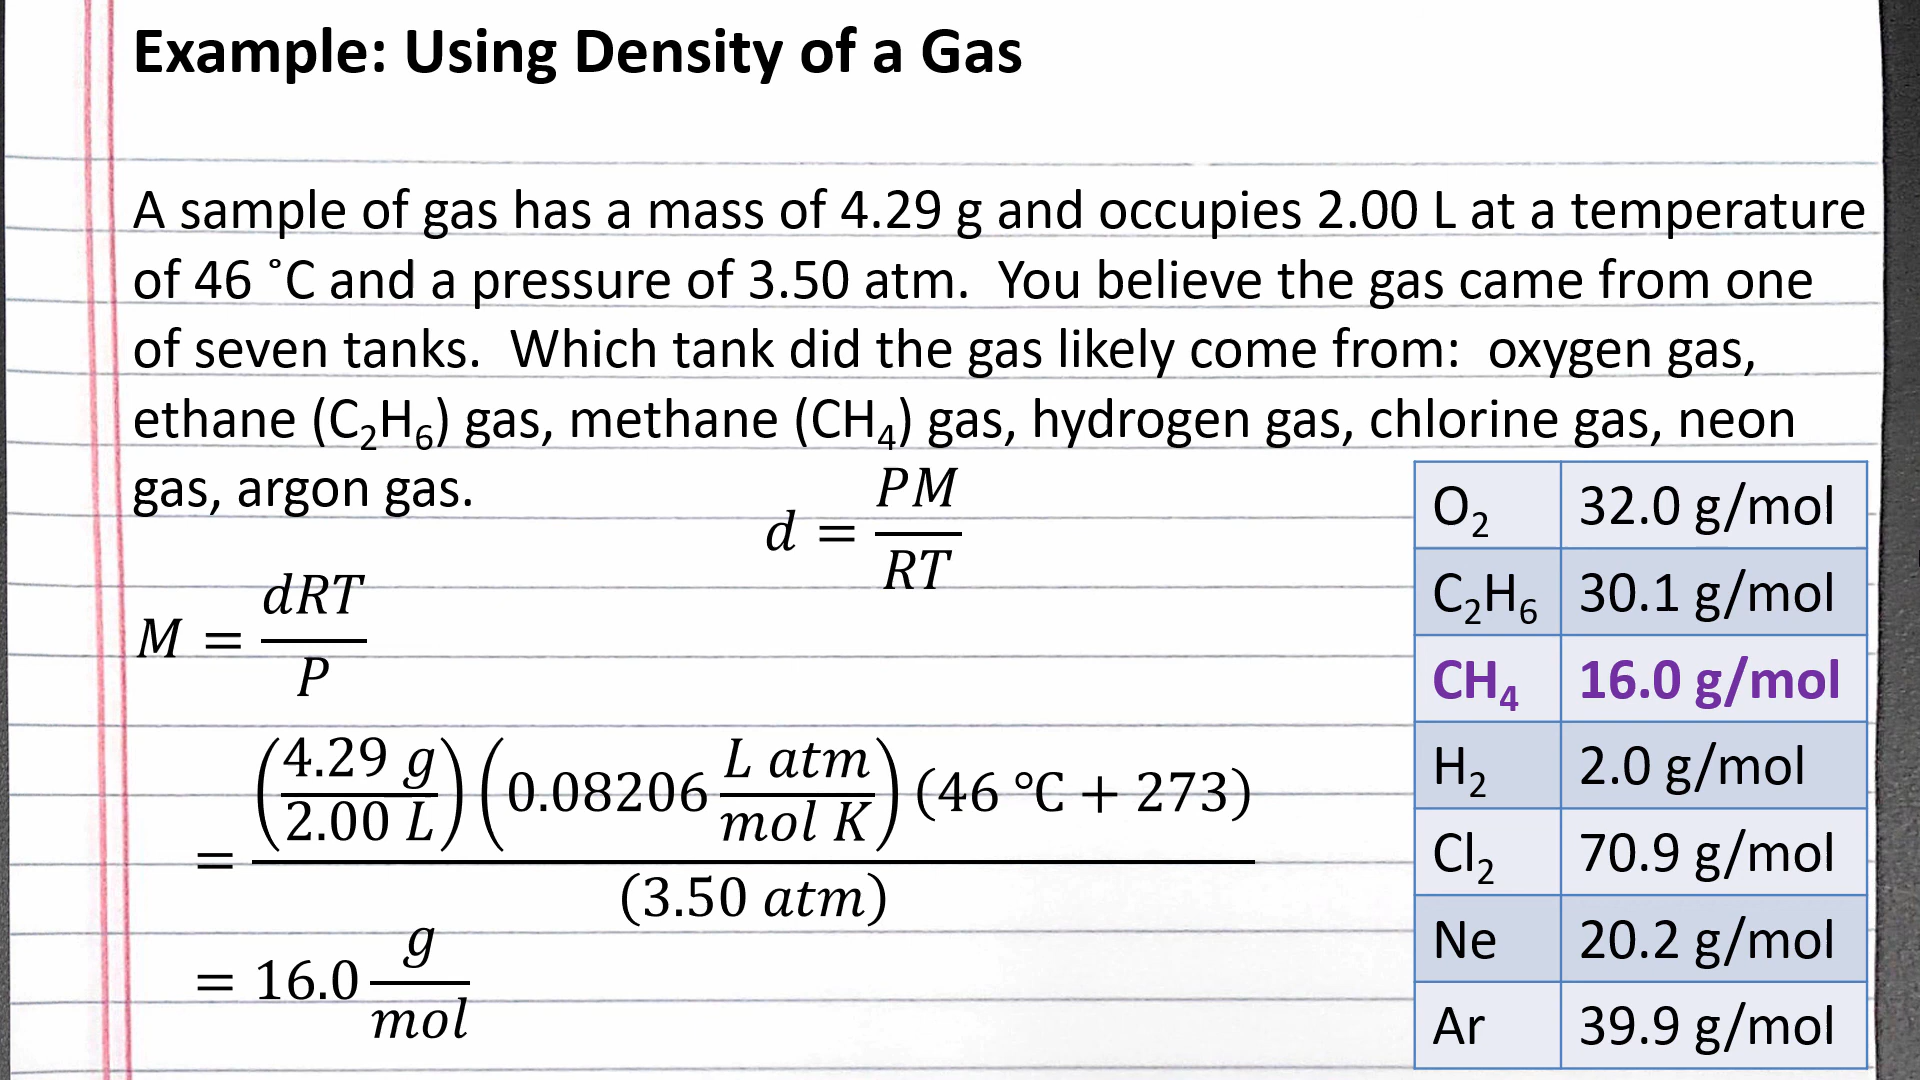 Example: Using Density of a Gas
A sample of gas has a mass of 4.29 g and occupies 2.00 L at a temperature
of 46 ˚C and a pressure of 3.50 atm.  You believe the gas came from one
of seven tanks.  Which tank did the gas likely come from:  oxygen gas,
ethane (C₂H₆) gas, methane (CH₄) gas, hydrogen gas, chlorine gas, neon
gas, argon gas.
d = PM/RT
M = dRT/P
= (4.29 g/2.00 L)(0.08206 L atm/mol K)(46 °C + 273)/(3.50 atm)
= 16.0 g/mol
O₂ 32.0 g/mol
C₂H₆ 30.1 g/mol
CH₄ 16.0 g/mol
H₂ 2.0 g/mol
Cl₂ 70.9 g/mol
Ne 20.2 g/mol
Ar 39.9 g/mol